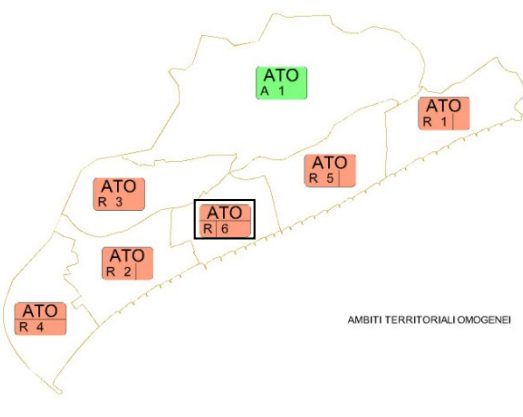 ATO
A 1
ATO
R 1
ATO
R 5
ATO
R 3
ATO
R 6
ATO
R 2
ATO
R 4
AMBITI TERRITORIALI OMOGENEI